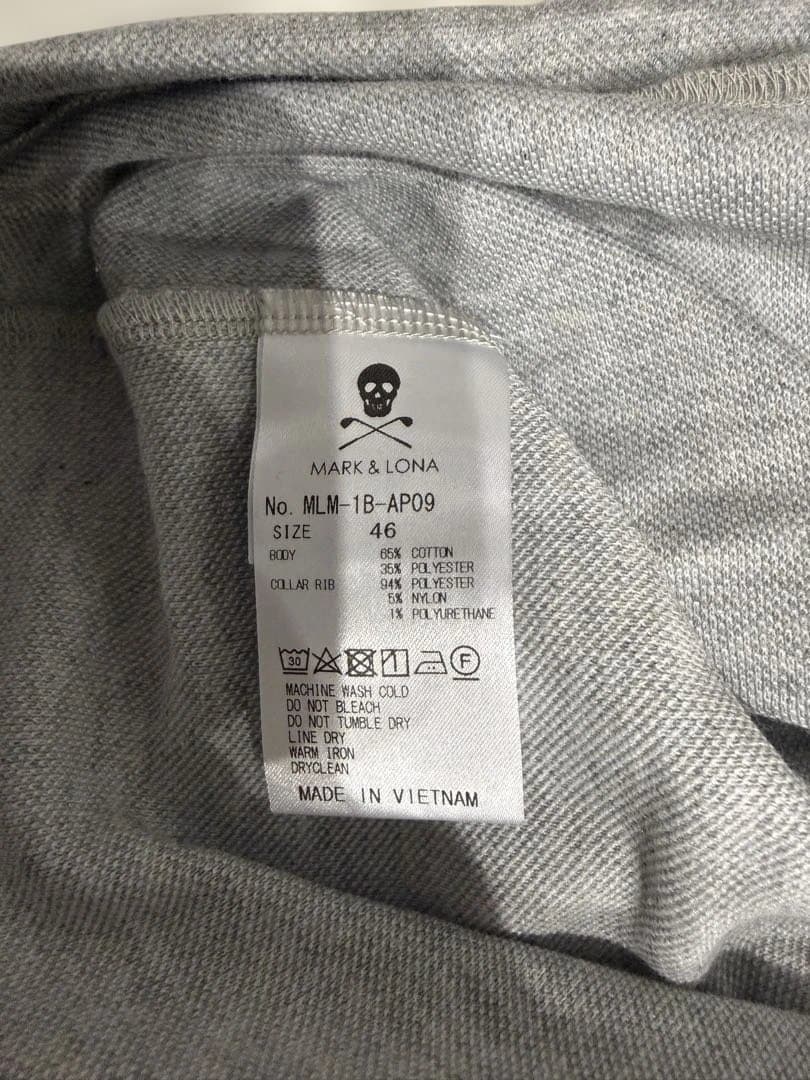 MARK & LONA
No. MLM-1B-AP09
SIZE 46
BODY 65% COTTON
35% POLYESTER
COLLAR RIB 94% POLYESTER
5% NYLON
1% POLYURETHANE
30 F
MACHINE WASH COLD
DO NOT BLEACH
DO NOT TUMBLE DRY
LINE DRY
WARM IRON
DRYCLEAN
MADE IN VIETNAM